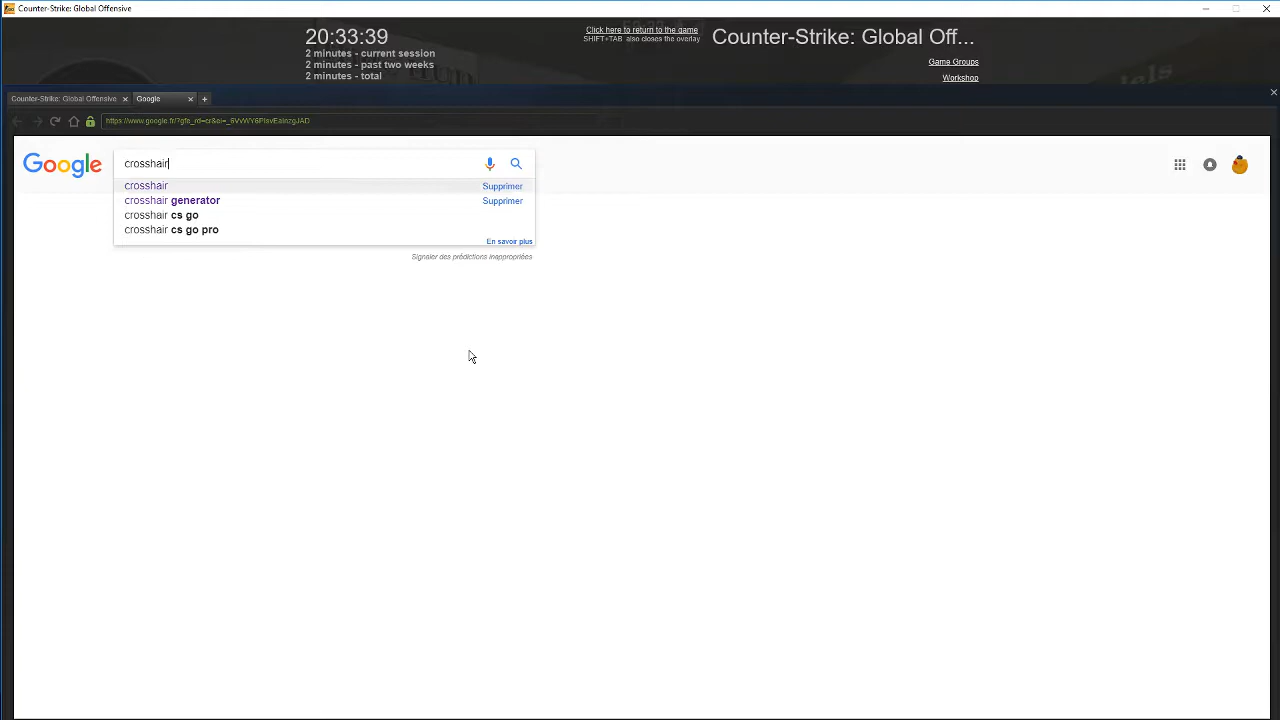 Counter-Strike: Global Offensive
20:33:39
2 minutes - current session
2 minutes - past two weeks
2 minutes - total
Click here to return to the game
SHIFT+TAB also closes the overlay
Counter-Strike: Global Off...
Game Groups
Workshop
Counter-Strike: Global Offensive
Google
Google
crosshair
crosshair Supprimer
crosshair generator Supprimer
crosshair cs go
crosshair cs go pro
En savoir plus
Signaler des prédictions inappropriées